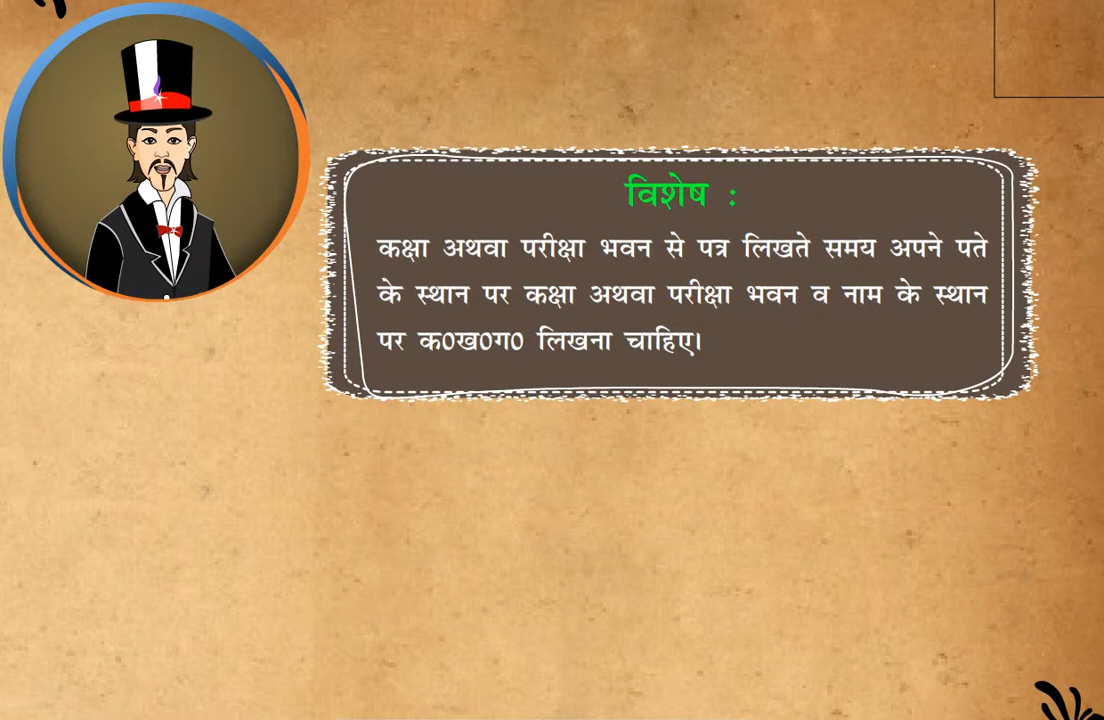 विशेष :
कक्षा अथवा परीक्षा भवन से पत्र लिखते समय अपने पते
के स्थान पर कक्षा अथवा परीक्षा भवन व नाम के स्थान
पर क0ख0ग0 लिखना चाहिए।